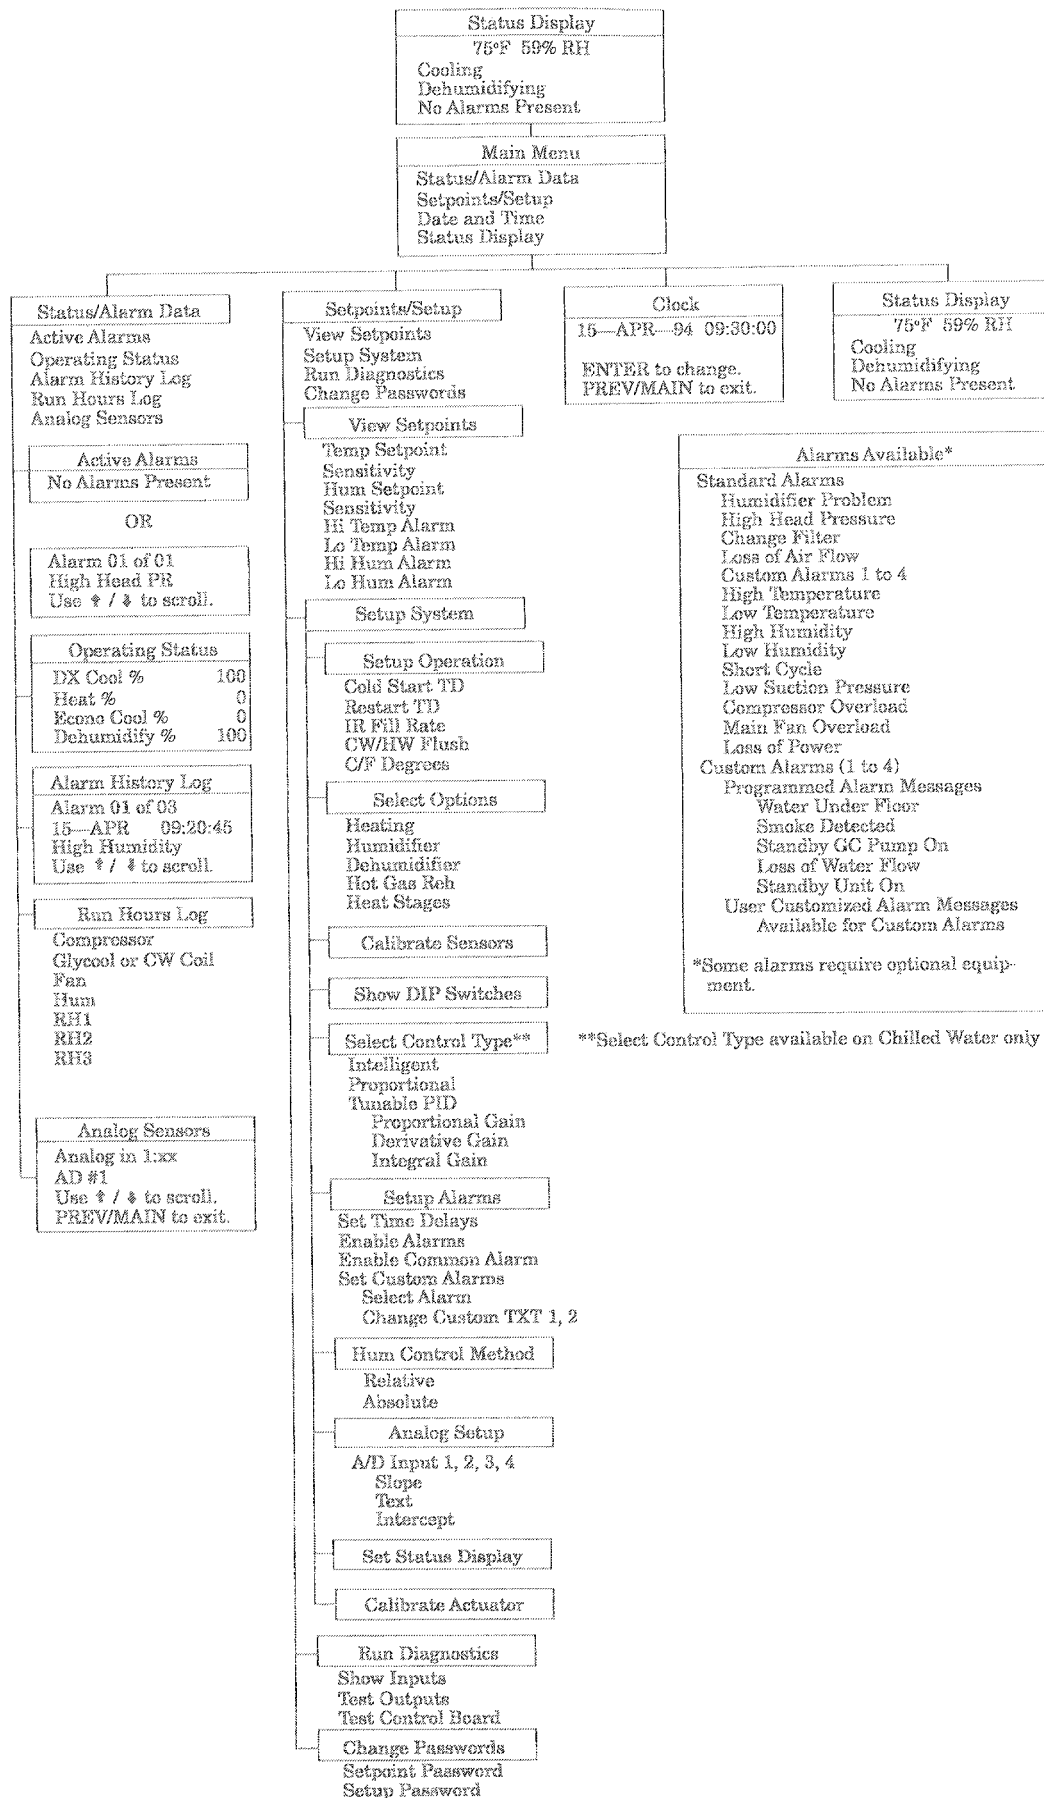 Status Display
75°F 59% RH
Cooling
Dehumidifying
No Alarms Present
Main Menu
Status/Alarm Data
Setpoints/Setup
Date and Time
Status Display
Status/Alarm Data
Active Alarms
Operating Status
Alarm History Log
Run Hours Log
Analog Sensors
Active Alarms
No Alarms Present
OR
Alarm 01 of 01
High Head PR
Use ↑ / ↓ to scroll.
Operating Status
DX Cool % 100
Heat % 0
Econo Cool % 0
Dehumidify % 100
Alarm History Log
Alarm 01 of 03
15—APR 09:20:45
High Humidity
Use ↑ / ↓ to scroll.
Run Hours Log
Compressor
Glycool or CW Coil
Fan
Hum
RH1
RH2
RH3
Analog Sensors
Analog in 1:xx
AD #1
Use ↑ / ↓ to scroll.
PREV/MAIN to exit.
Setpoints/Setup
View Setpoints
Setup System
Run Diagnostics
Change Passwords
View Setpoints
Temp Setpoint
Sensitivity
Hum Setpoint
Sensitivity
Hi Temp Alarm
Lo Temp Alarm
Hi Hum Alarm
Lo Hum Alarm
Setup System
Setup Operation
Cold Start TD
Restart TD
IR Fill Rate
CW/HW Flush
C/F Degrees
Select Options
Heating
Humidifier
Dehumidifier
Hot Gas Reh
Heat Stages
Calibrate Sensors
Show DIP Switches
Select Control Type**
Intelligent
Proportional
Tunable PID
Proportional Gain
Derivative Gain
Integral Gain
Setup Alarms
Set Time Delays
Enable Alarms
Enable Common Alarm
Set Custom Alarms
Select Alarm
Change Custom TXT 1, 2
Hum Control Method
Relative
Absolute
Analog Setup
A/D Input 1, 2, 3, 4
Slope
Text
Intercept
Set Status Display
Calibrate Actuator
Run Diagnostics
Show Inputs
Test Outputs
Test Control Board
Change Passwords
Setpoint Password
Setup Password
Clock
15—APR—94 09:30:00
ENTER to change.
PREV/MAIN to exit.
Status Display
75°F 59% RH
Cooling
Dehumidifying
No Alarms Present
Alarms Available*
Standard Alarms
Humidifier Problem
High Head Pressure
Change Filter
Loss of Air Flow
Custom Alarms 1 to 4
High Temperature
Low Temperature
High Humidity
Low Humidity
Short Cycle
Low Suction Pressure
Compressor Overload
Main Fan Overload
Loss of Power
Custom Alarms (1 to 4)
Programmed Alarm Messages
Water Under Floor
Smoke Detected
Standby GC Pump On
Loss of Water Flow
Standby Unit On
User Customized Alarm Messages
Available for Custom Alarms
*Some alarms require optional equip-
ment.
**Select Control Type available on Chilled Water only